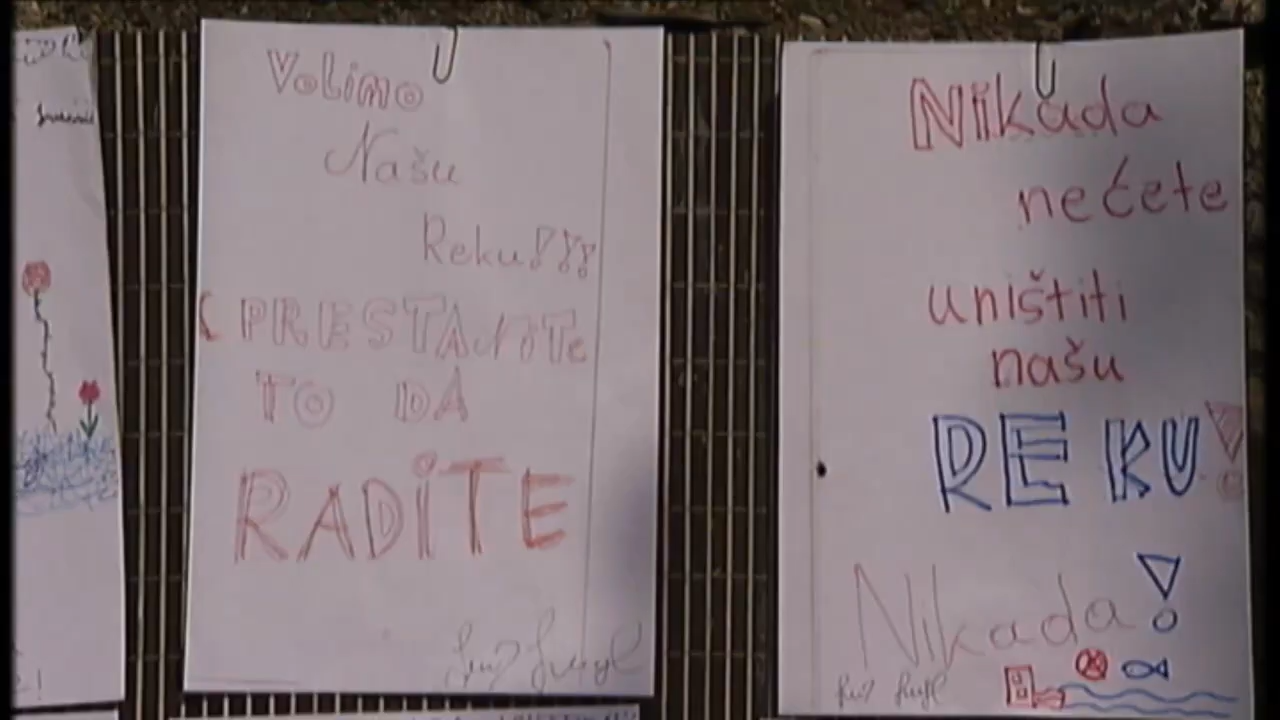 Volimo
Našu
Reku!!!
PRESTANITE
TO DA
RADITE
Nikada
nećete
uništiti
našu
REKU!
Nikada!